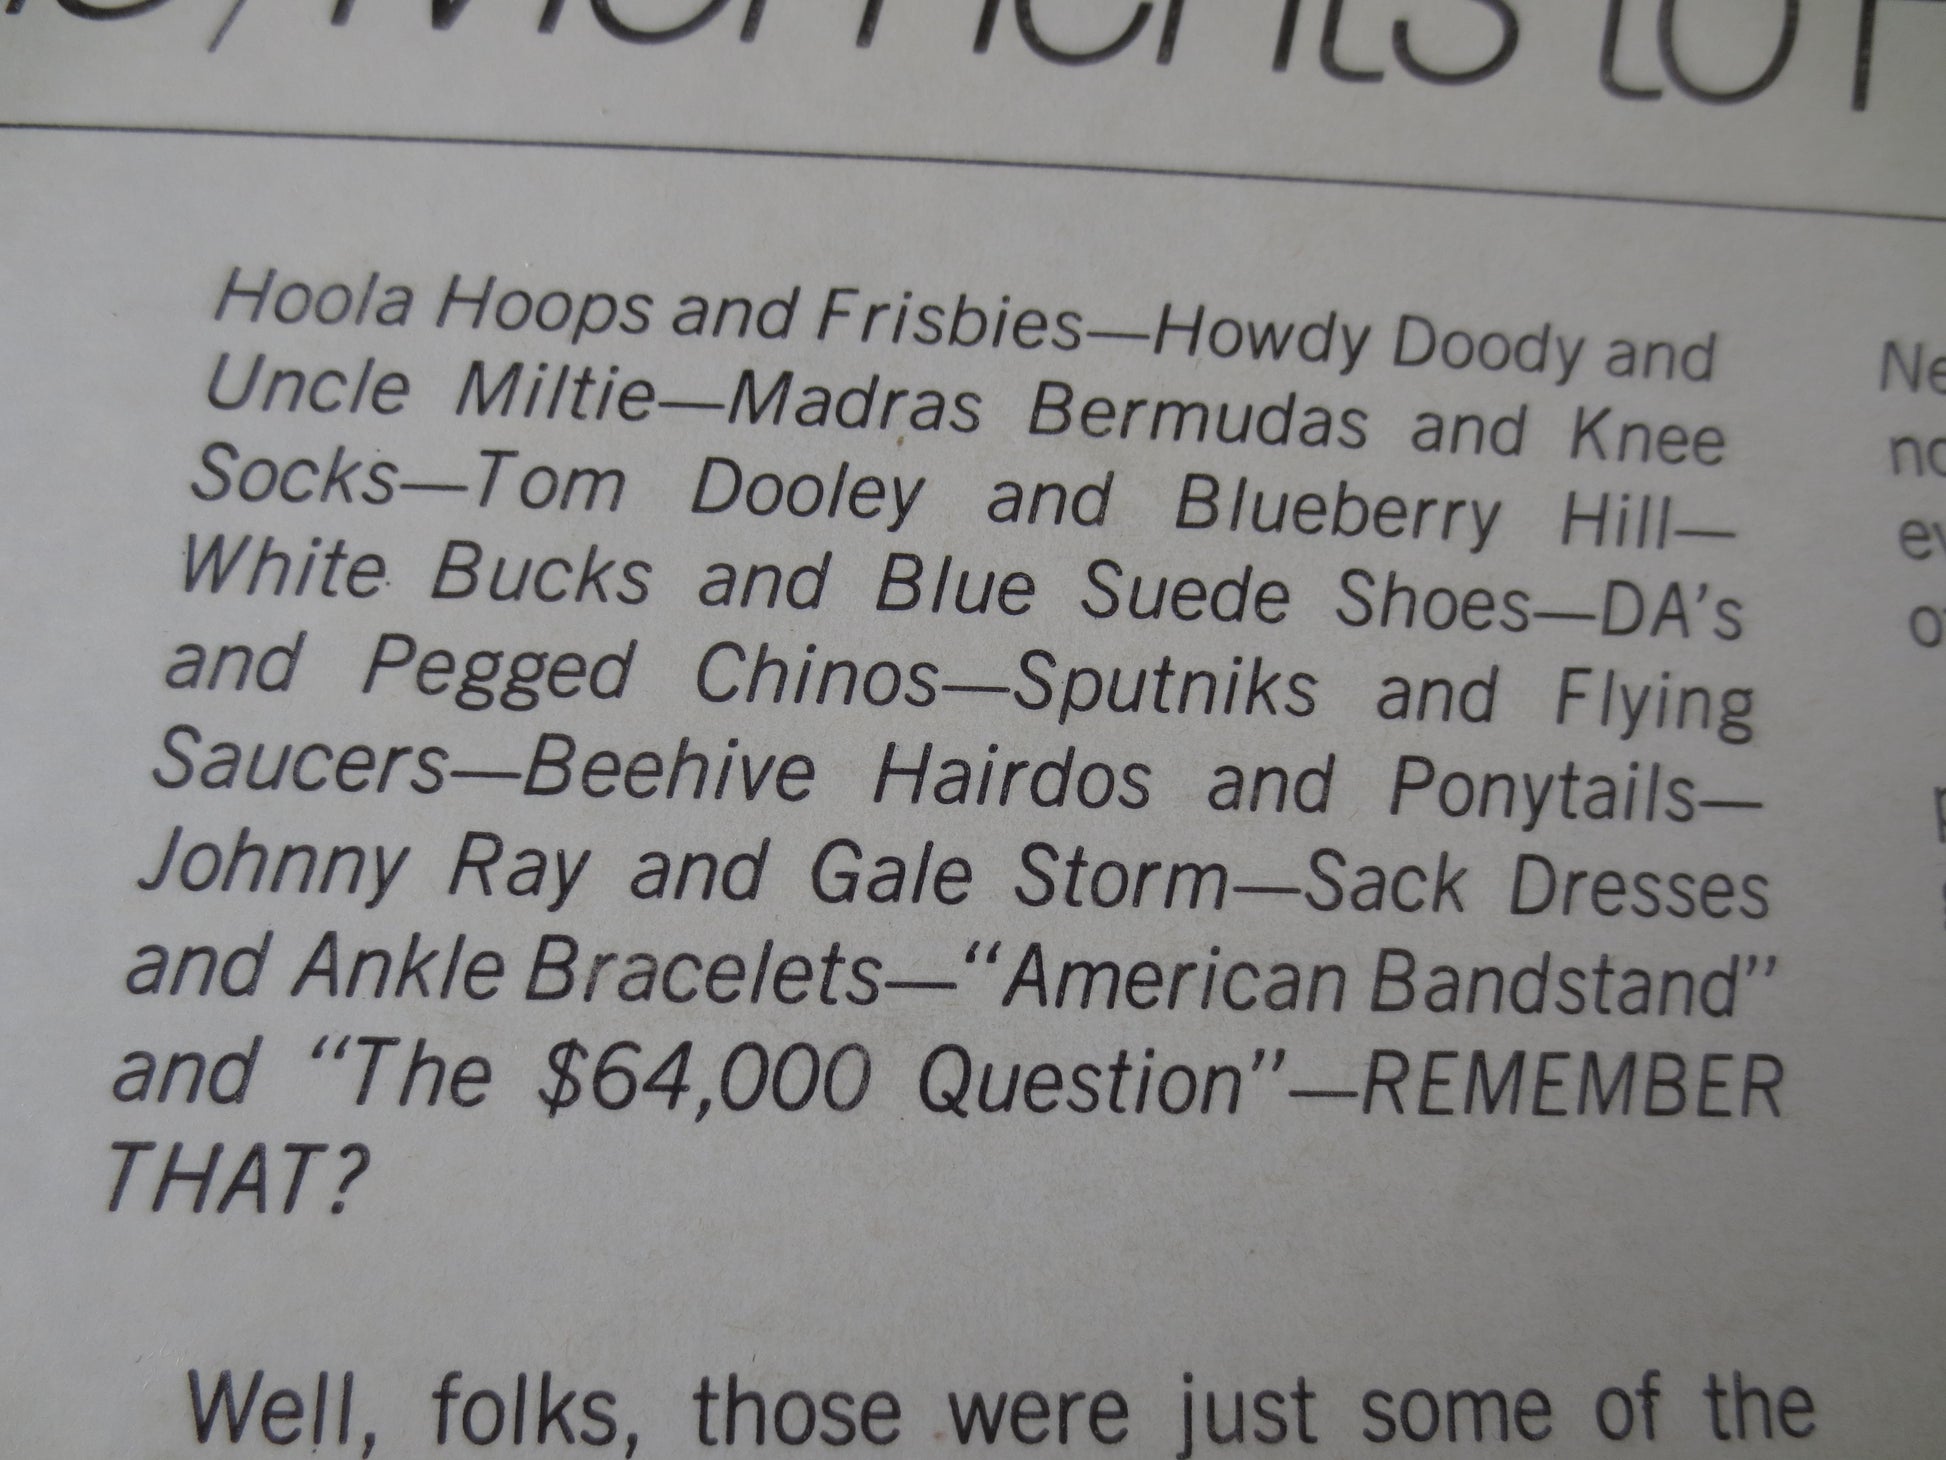 Moments to
Hoola Hoops and Frisbies—Howdy Doody and
Uncle Miltie—Madras Bermudas and Knee
Socks—Tom Dooley and Blueberry Hill—
White Bucks and Blue Suede Shoes—DA's
and Pegged Chinos—Sputniks and Flying
Saucers—Beehive Hairdos and Ponytails—
Johnny Ray and Gale Storm—Sack Dresses
and Ankle Bracelets—“American Bandstand”
and “The $64,000 Question”—REMEMBER
THAT?
Well, folks, those were just some of the